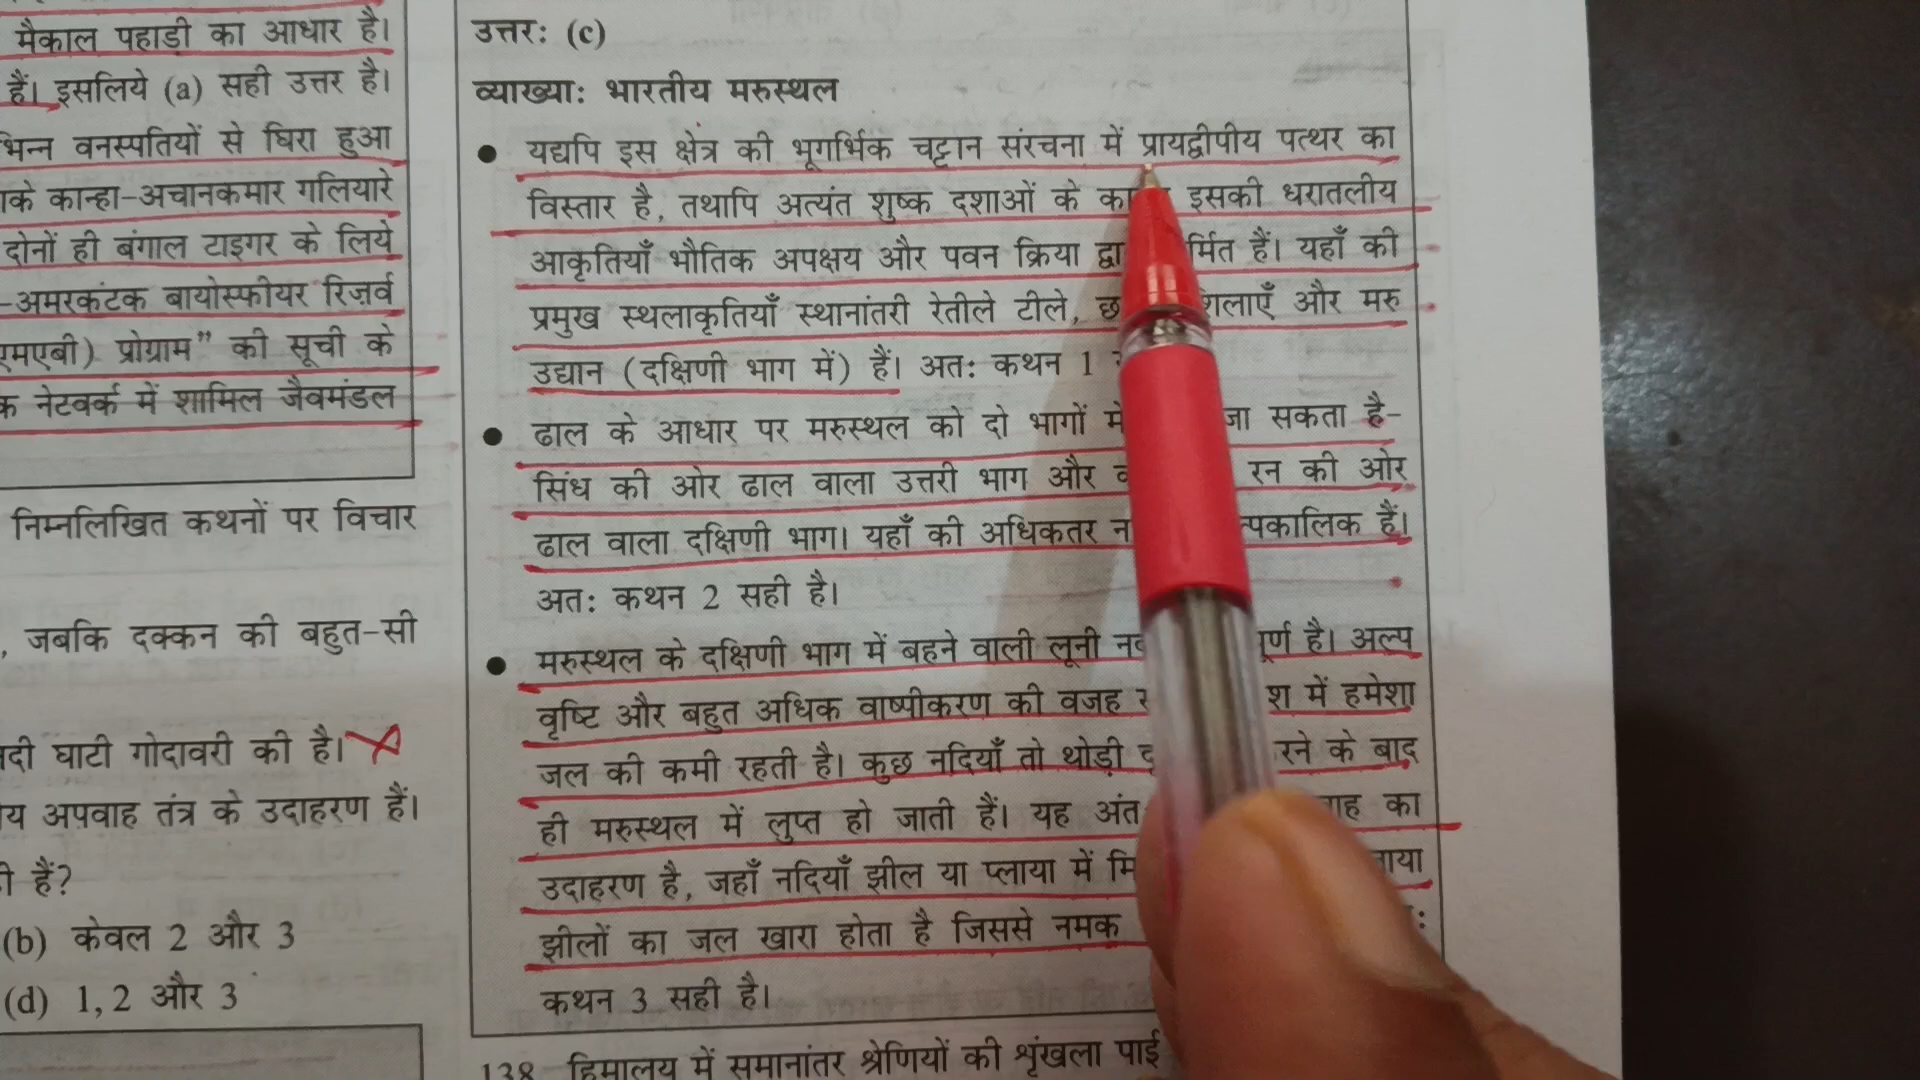 मैकाल पहाड़ी का आधार है।
हैं। इसलिये (a) सही उत्तर है।
वनस्पतियों से घिरा हुआ
कान्हा-अचानकमार गलियारे
दोनों ही बंगाल टाइगर के लिये
-अमरकंटक बायोस्फीयर रिज़र्व
प्रोग्राम” की सूची के
नेटवर्क में शामिल जैवमंडल
निम्नलिखित कथनों पर विचार
, जबकि दक्कन की बहुत-सी
घाटी गोदावरी की है।
अपवाह तंत्र के उदाहरण हैं।
हैं?
(b) केवल 2 और 3
(d) 1, 2 और 3
उत्तरः (c)
व्याख्याः भारतीय मरुस्थल
● यद्यपि इस क्षेत्र की भूगर्भिक चट्टान संरचना में प्रायद्वीपीय पत्थर का
विस्तार है, तथापि अत्यंत शुष्क दशाओं के इसकी धरातलीय
आकृतियाँ भौतिक अपक्षय और पवन क्रिया हैं। यहाँ की
प्रमुख स्थलाकृतियाँ स्थानांतरी रेतीले टीले, और मरु
उद्यान (दक्षिणी भाग में) हैं। अतः कथन 1
● ढाल के आधार पर मरुस्थल को दो भागों जा सकता है-
सिंध की ओर ढाल वाला उत्तरी भाग और रन की ओर
ढाल वाला दक्षिणी भाग। यहाँ की अधिकतर हैं।
अतः कथन 2 सही है।
● मरुस्थल के दक्षिणी भाग में बहने वाली लूनी है। अल्प
वृष्टि और बहुत अधिक वाष्पीकरण की वजह में हमेशा
जल की कमी रहती है। कुछ नदियाँ तो थोड़ी के बाद
ही मरुस्थल में लुप्त हो जाती हैं। यह का
उदाहरण है, जहाँ नदियाँ झील या प्लाया में
झीलों का जल खारा होता है जिससे नमक
कथन 3 सही है।
138. हिमालय में समानांतर श्रेणियों की शृंखला पाई